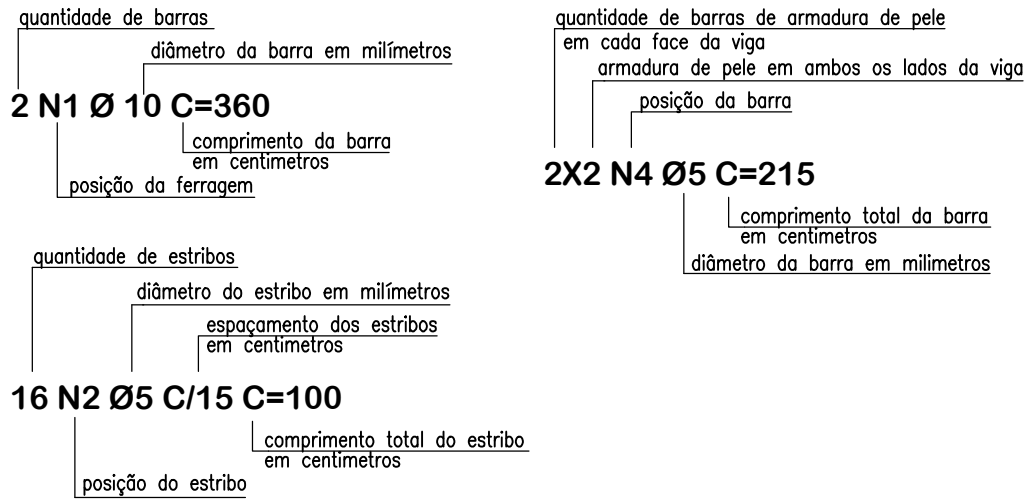 quantidade de barras
diâmetro da barra em milímetros
2 N1 Ø 10 C=360
comprimento da barra
em centimetros
posição da ferragem
quantidade de barras de armadura de pele
em cada face da viga
armadura de pele em ambos os lados da viga
posição da barra
2X2 N4 Ø5 C=215
comprimento total da barra
em centimetros
diâmetro da barra em milimetros
quantidade de estribos
diâmetro do estribo em milímetros
espaçamento dos estribos
em centimetros
16 N2 Ø5 C/15 C=100
comprimento total do estribo
em centimetros
posição do estribo